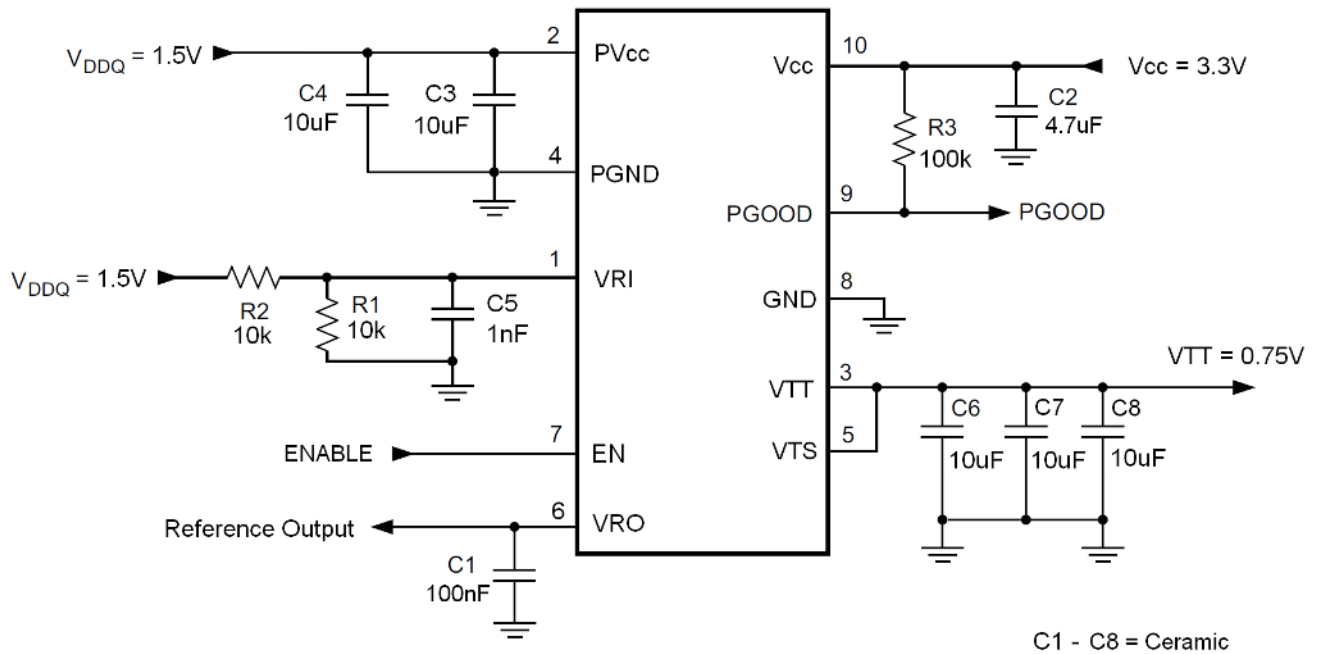 V_DDQ = 1.5V
C4
10uF
C3
10uF
2
PVcc
4
PGND
V_DDQ = 1.5V
R2
10k
R1
10k
C5
1nF
1
VRI
ENABLE
7
EN
Reference Output
6
VRO
C1
100nF
10
Vcc
Vcc = 3.3V
R3
100k
C2
4.7uF
9
PGOOD
PGOOD
8
GND
3
VTT
VTT = 0.75V
5
VTS
C6
10uF
C7
10uF
C8
10uF
C1 - C8 = Ceramic